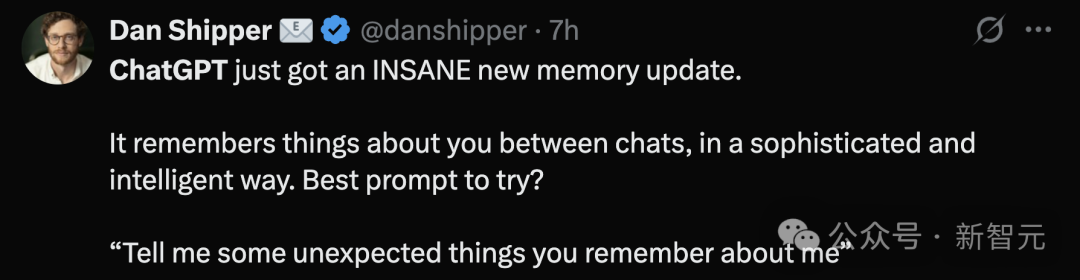 Dan Shipper @danshipper · 7h
ChatGPT just got an INSANE new memory update.
It remembers things about you between chats, in a sophisticated and
intelligent way. Best prompt to try?
“Tell me some unexpected things you remember about me”
公众号 · 新智元